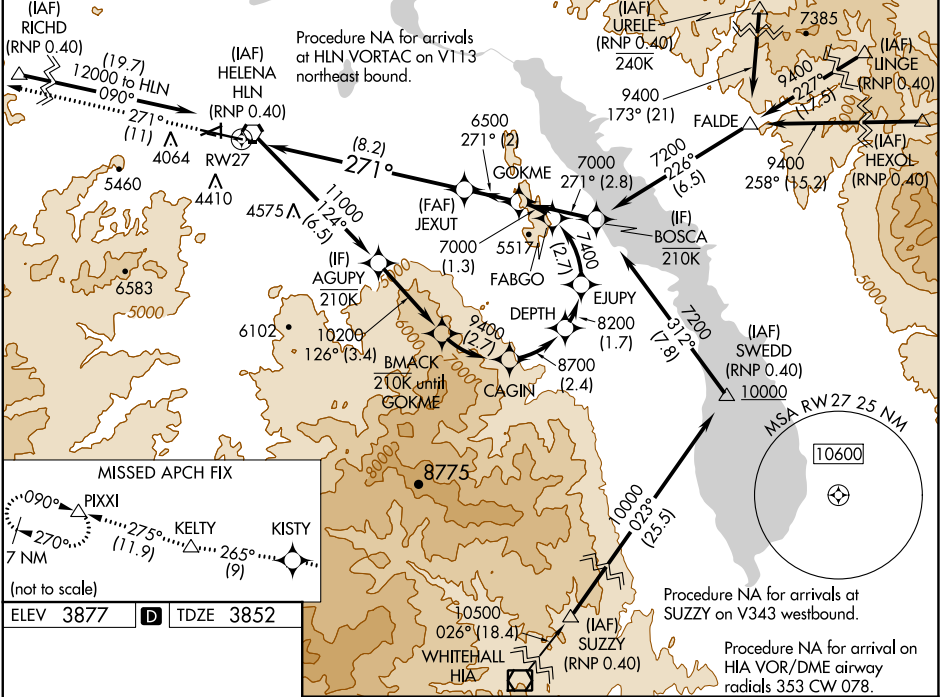 (IAF)
RICHD
(RNP 0.40)
(19.7)
12000 to HLN
090°
271°
(11)
(IAF)
HELENA
HLN
(RNP 0.40)
Procedure NA for arrivals
at HLN VORTAC on V113
northeast bound.
(IAF)
URELE
(RNP 0.40)
240K
7385
(IAF)
LINGE
(RNP 0.40)
9400
227°
(17.5)
9400
173° (21)
FALDE
9400
258° (15.2)
(IAF)
HEXOL
(RNP 0.40)
7200
226°
(6.5)
4064
RW27
4410
5460
(8.2)
271°
6500
271° (2)
GOKME
7000
271° (2.8)
(FAF)
JEXUT
7000
(1.3)
5517
FABGO
(IF)
BOSCA
210K
4575
11000
124°
(6.5)
(IF)
AGUPY
210K
7400
(2.7)
EJUPY
DEPTH
8200
(1.7)
8700
(2.4)
CAGIN
9400
(2.7)
10200
126° (3.4)
BMACK
210K until
GOKME
6583
5000
6102
5000
6000
7000
8000
5000
7200
312°
(7.8)
(IAF)
SWEDD
(RNP 0.40)
10000
MSA RW27 25 NM
10600
8775
10000
023°
(25.5)
MISSED APCH FIX
090°
PIXXI
270°
7 NM
275°
(11.9)
KELTY
265°
(9)
KISTY
(not to scale)
ELEV 3877 D TDZE 3852
10500
026° (18.4)
WHITEHALL
HIA
(IAF)
SUZZY
(RNP 0.40)
Procedure NA for arrivals at
SUZZY on V343 westbound.
Procedure NA for arrival on
HIA VOR/DME airway
radials 353 CW 078.